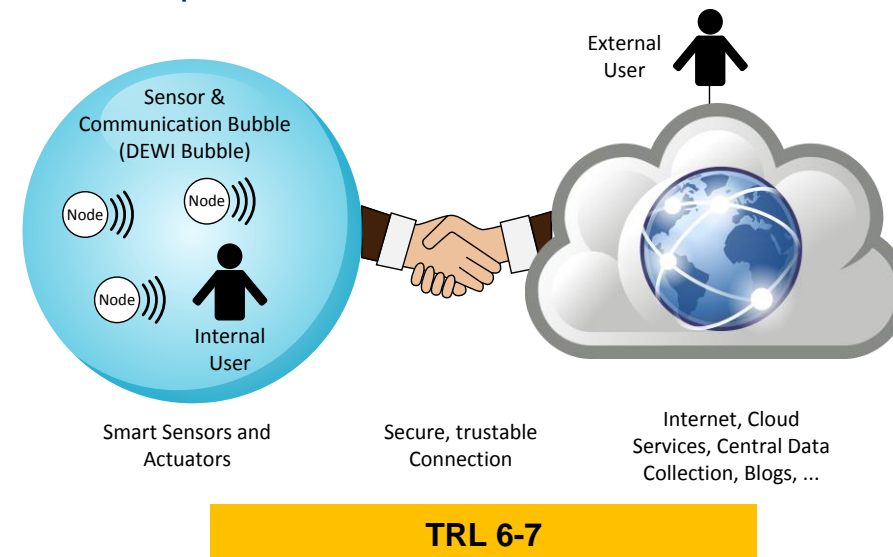 External
User
Sensor &
Communication Bubble
(DEWI Bubble)
Node
Node
Node
Internal
User
Smart Sensors and
Actuators
Secure, trustable
Connection
Internet, Cloud
Services, Central Data
Collection, Blogs, ...
TRL 6-7